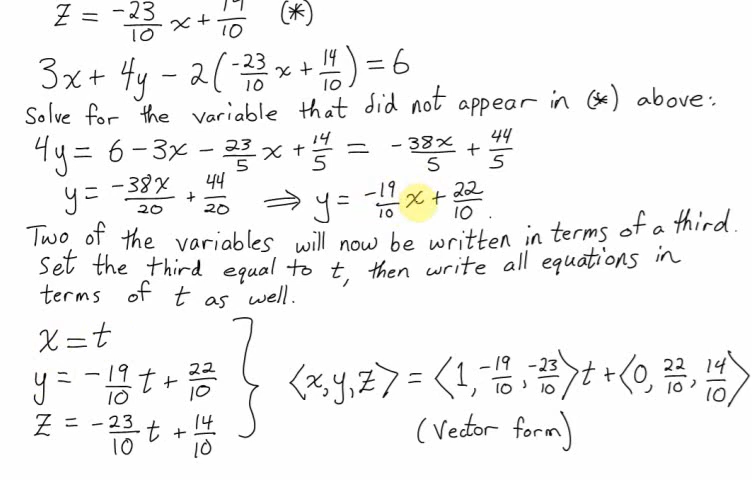 z = -23/10 x + 14/10 (*)
3x + 4y - 2(-23/10 x + 14/10) = 6
Solve for the variable that did not appear in (*) above:
4y = 6 - 3x - 23/5 x + 14/5 = -38x/5 + 44/5
y = -38x/20 + 44/20 ⟹ y = -19/10 x + 22/10.
Two of the variables will now be written in terms of a third.
Set the third equal to t, then write all equations in
terms of t as well.
x = t
y = -19/10 t + 22/10
z = -23/10 t + 14/10
} ⟨x, y, z⟩ = ⟨1, -19/10, -23/10⟩t + ⟨0, 22/10, 14/10⟩
(Vector form)